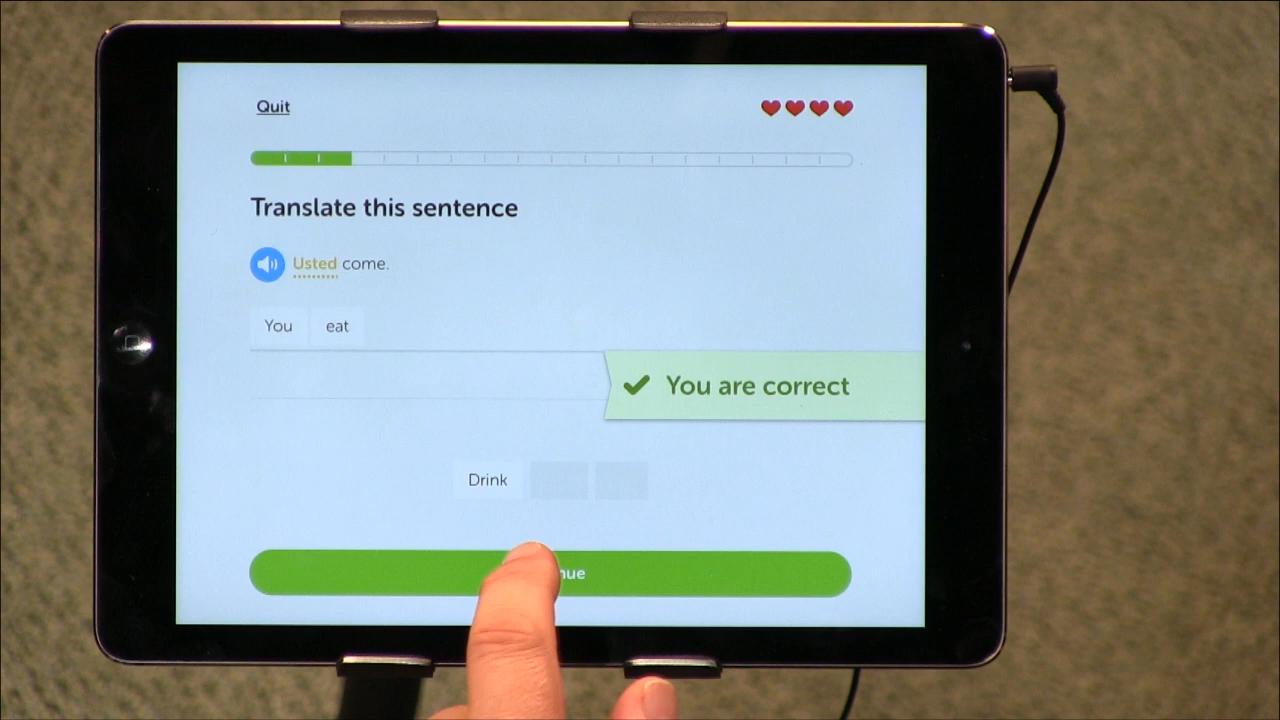 Quit
Translate this sentence
Usted come.
You eat
You are correct
Drink